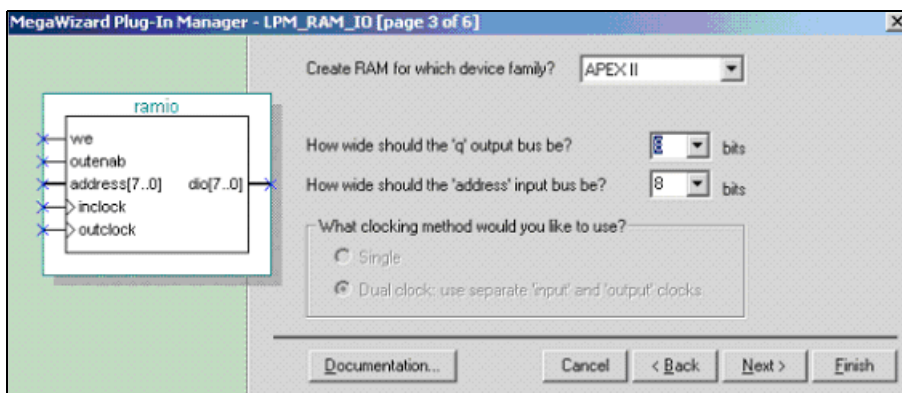 MegaWizard Plug-In Manager - LPM_RAM_IO [page 3 of 6]
Create RAM for which device family?
APEX II
ramio
we
outenab
address[7..0]
dio[7..0]
inclock
outclock
How wide should the 'q' output bus be?
bits
How wide should the 'address' input bus be?
8
bits
What clocking method would you like to use?
Single
Dual clock: use separate 'input' and 'output' clocks
Documentation...
Cancel
< Back
Next >
Finish